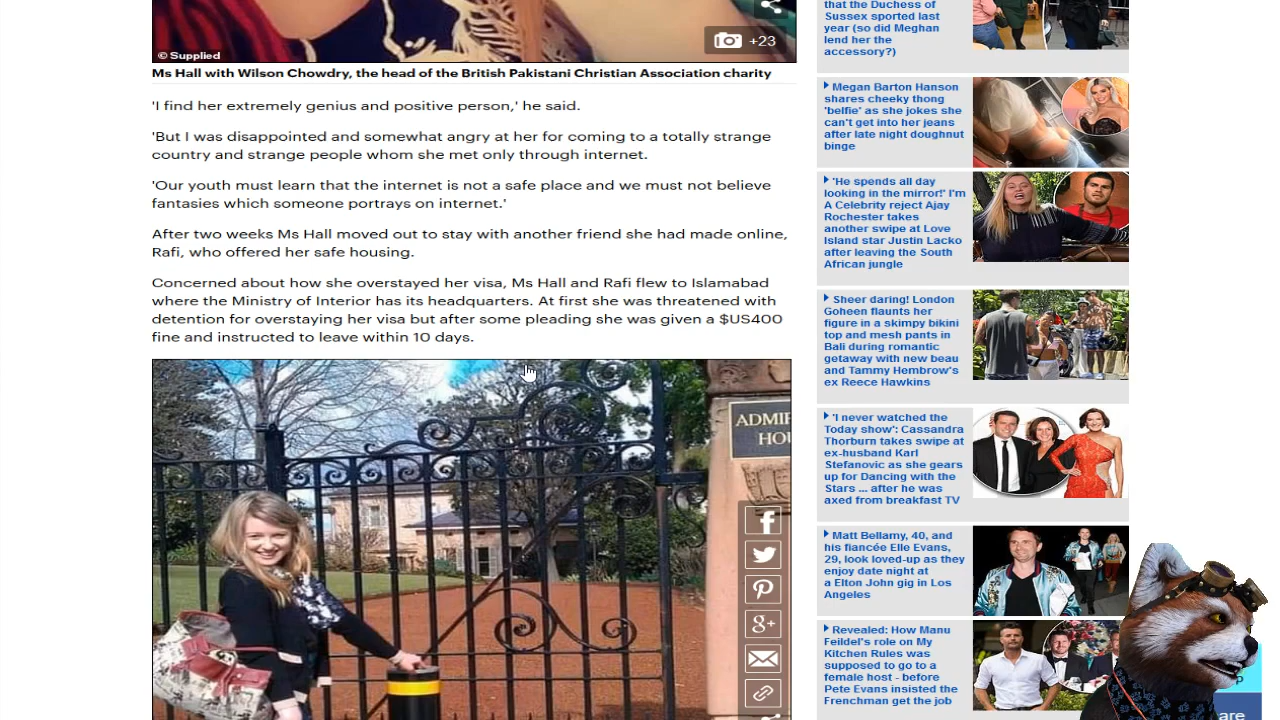 © Supplied
+23
Ms Hall with Wilson Chowdry, the head of the British Pakistani Christian Association charity
'I find her extremely genius and positive person,' he said.
'But I was disappointed and somewhat angry at her for coming to a totally strange
country and strange people whom she met only through internet.
'Our youth must learn that the internet is not a safe place and we must not believe
fantasies which someone portrays on internet.'
After two weeks Ms Hall moved out to stay with another friend she had made online,
Rafi, who offered her safe housing.
Concerned about how she overstayed her visa, Ms Hall and Rafi flew to Islamabad
where the Ministry of Interior has its headquarters. At first she was threatened with
detention for overstaying her visa but after some pleading she was given a $US400
fine and instructed to leave within 10 days.
ADMI
HO
g+
that the Duchess of
Sussex sported last
year (so did Meghan
lend her the
accessory?)
Megan Barton Hanson
shares cheeky thong
'belfie' as she jokes she
can't get into her jeans
after late night doughnut
binge
'He spends all day
looking in the mirror!' I'm
A Celebrity reject Ajay
Rochester takes
another swipe at Love
Island star Justin Lacko
after leaving the South
African jungle
Sheer daring! London
Goheen flaunts her
figure in a skimpy bikini
top and mesh pants in
Bali during romantic
getaway with new beau
and Tammy Hembrow's
ex Reece Hawkins
'I never watched the
Today show': Cassandra
Thorburn takes swipe at
ex-husband Karl
Stefanovic as she gears
up for Dancing with the
Stars ... after he was
axed from breakfast TV
Matt Bellamy, 40, and
his fiancée Elle Evans,
29, look loved-up as they
enjoy date night at
a Elton John gig in Los
Angeles
Revealed: How Manu
Feildel's role on My
Kitchen Rules was
supposed to go to a
female host - before
Pete Evans insisted the
Frenchman get the job
are